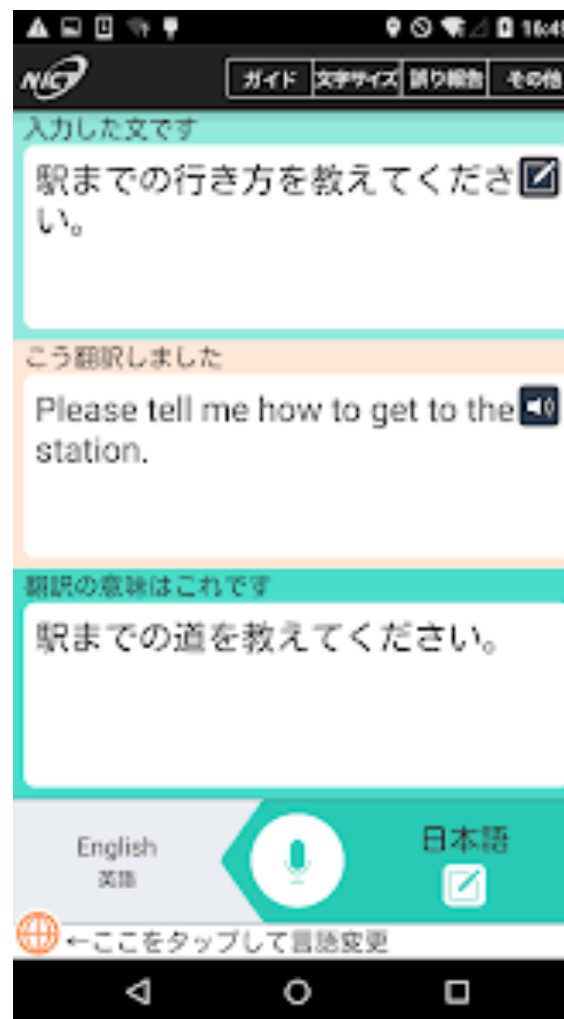 16:45
NICT
ガイド 文字サイズ 誤り報告 その他
入力した文です
駅までの行き方を教えてくださ
い。
こう翻訳しました
Please tell me how to get to the
station.
翻訳の意味はこれです
駅までの道を教えてください。
English
英語
日本語
←ここをタップして言語変更